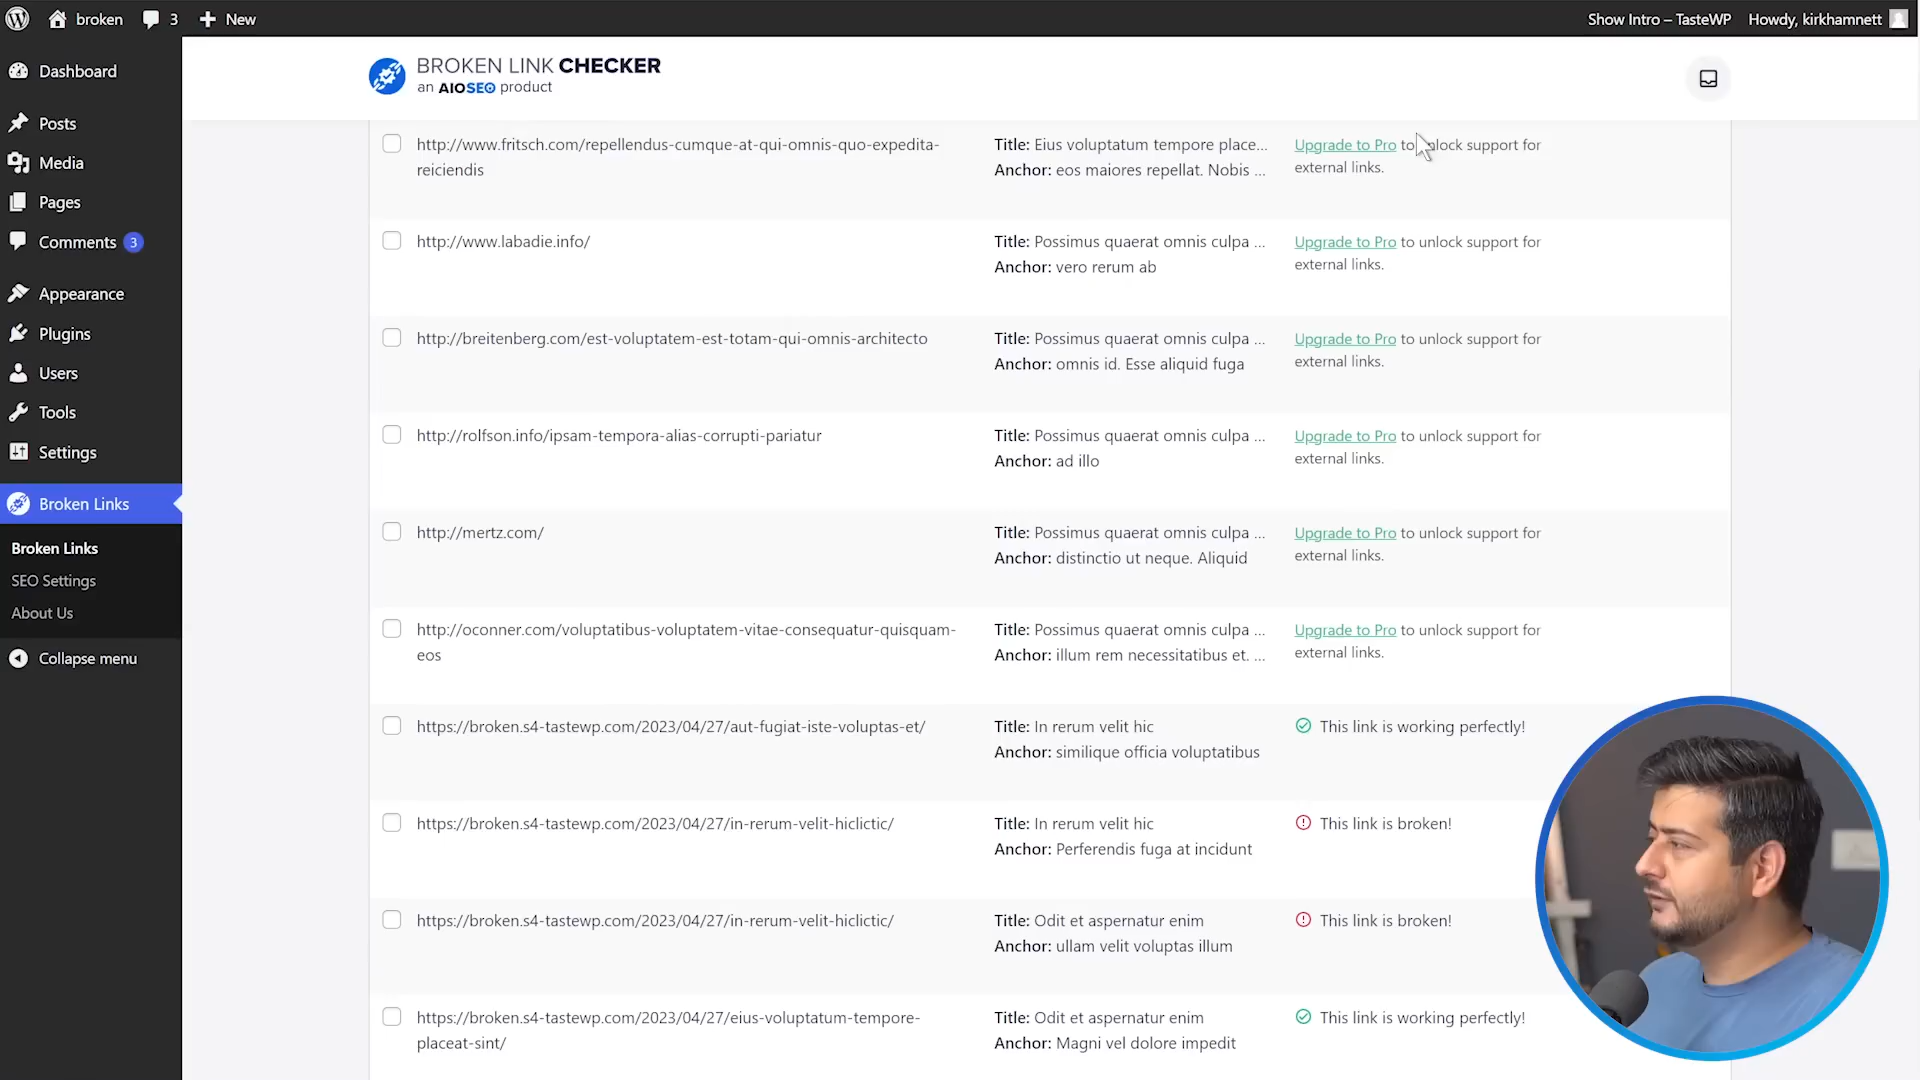 broken
3
New
Show Intro – TasteWP
Howdy, kirkhamnett
Dashboard
Posts
Media
Pages
Comments 3
Appearance
Plugins
Users
Tools
Settings
Broken Links
Broken Links
SEO Settings
About Us
Collapse menu
BROKEN LINK CHECKER
an AIOSEO product
http://www.fritsch.com/repellendus-cumque-at-qui-omnis-quo-expedita-
reiciendis
Title: Eius voluptatum tempore place...
Anchor: eos maiores repellat. Nobis ...
Upgrade to Pro to unlock support for
external links.
http://www.labadie.info/
Title: Possimus quaerat omnis culpa ...
Anchor: vero rerum ab
Upgrade to Pro to unlock support for
external links.
http://breitenberg.com/est-voluptatem-est-totam-qui-omnis-architecto
Title: Possimus quaerat omnis culpa ...
Anchor: omnis id. Esse aliquid fuga
Upgrade to Pro to unlock support for
external links.
http://rolfson.info/ipsam-tempora-alias-corrupti-pariatur
Title: Possimus quaerat omnis culpa ...
Anchor: ad illo
Upgrade to Pro to unlock support for
external links.
http://mertz.com/
Title: Possimus quaerat omnis culpa ...
Anchor: distinctio ut neque. Aliquid
Upgrade to Pro to unlock support for
external links.
http://oconner.com/voluptatibus-voluptatem-vitae-consequatur-quisquam-
eos
Title: Possimus quaerat omnis culpa ...
Anchor: illum rem necessitatibus et. ...
Upgrade to Pro to unlock support for
external links.
https://broken.s4-tastewp.com/2023/04/27/aut-fugiat-iste-voluptas-et/
Title: In rerum velit hic
Anchor: similique officia voluptatibus
This link is working perfectly!
https://broken.s4-tastewp.com/2023/04/27/in-rerum-velit-hiclictic/
Title: In rerum velit hic
Anchor: Perferendis fuga at incidunt
This link is broken!
https://broken.s4-tastewp.com/2023/04/27/in-rerum-velit-hiclictic/
Title: Odit et aspernatur enim
Anchor: ullam velit voluptas illum
This link is broken!
https://broken.s4-tastewp.com/2023/04/27/eius-voluptatum-tempore-
placeat-sint/
Title: Odit et aspernatur enim
Anchor: Magni vel dolore impedit
This link is working perfectly!